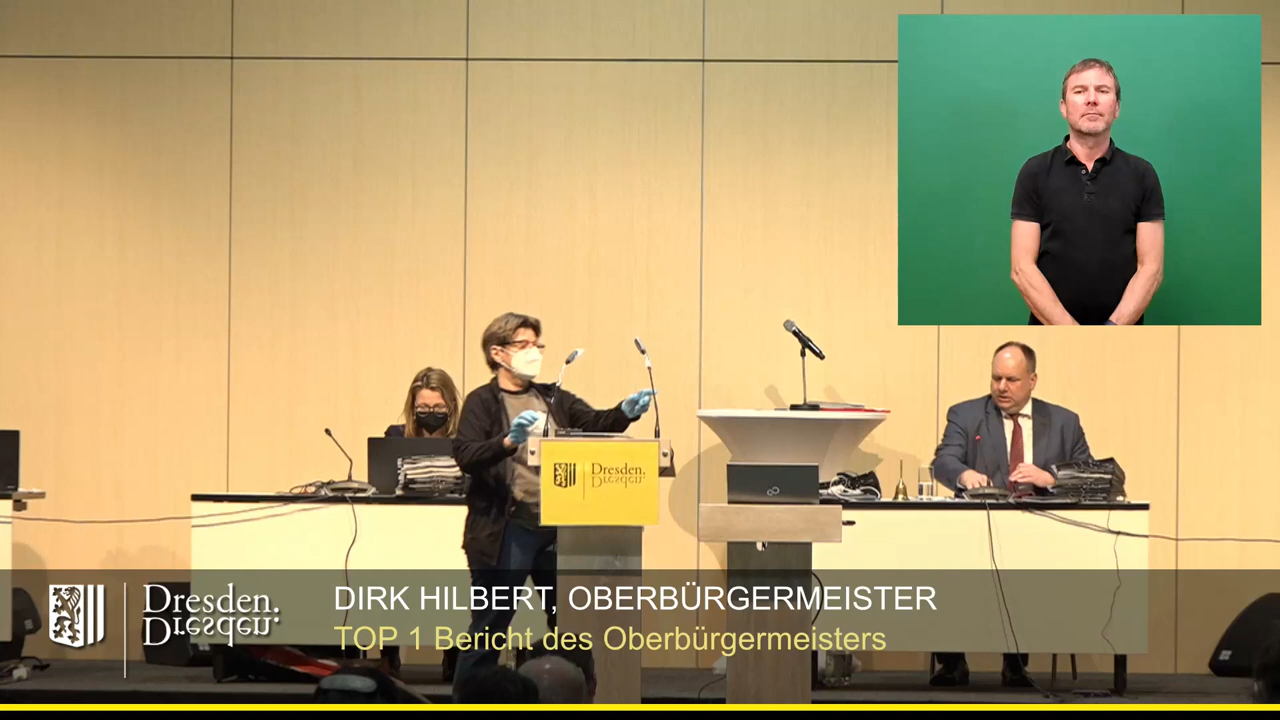 Dresden.
Dresden.
DIRK HILBERT, OBERBÜRGERMEISTER
TOP 1 Bericht des Oberbürgermeisters
Dresden.
Dresden.